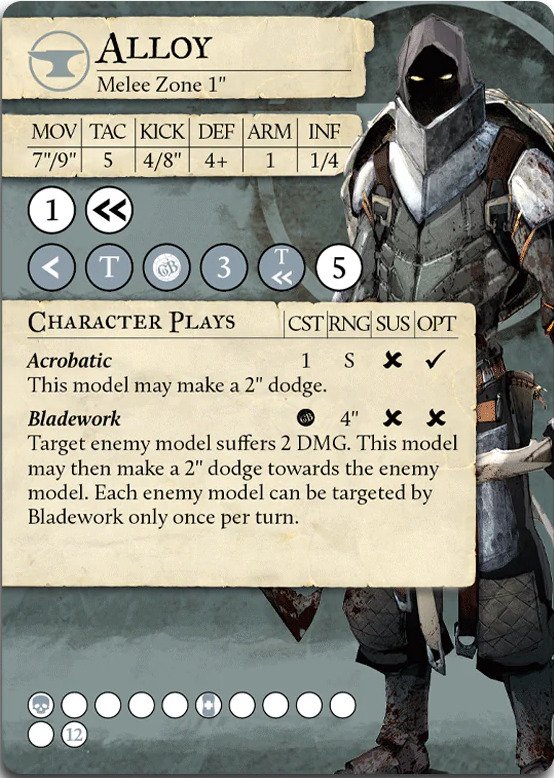 ALLOY
Melee Zone 1"
MOV TAC KICK DEF ARM INF
7"/9" 5 4/8" 4+ 1 1/4
1 <<
< T GB 3 T << 5
CHARACTER PLAYS CST RNG SUS OPT
Acrobatic 1 S ✘ ✓
This model may make a 2" dodge.
Bladework GB 4" ✘ ✘
Target enemy model suffers 2 DMG. This model
may then make a 2" dodge towards the enemy
model. Each enemy model can be targeted by
Bladework only once per turn.
12